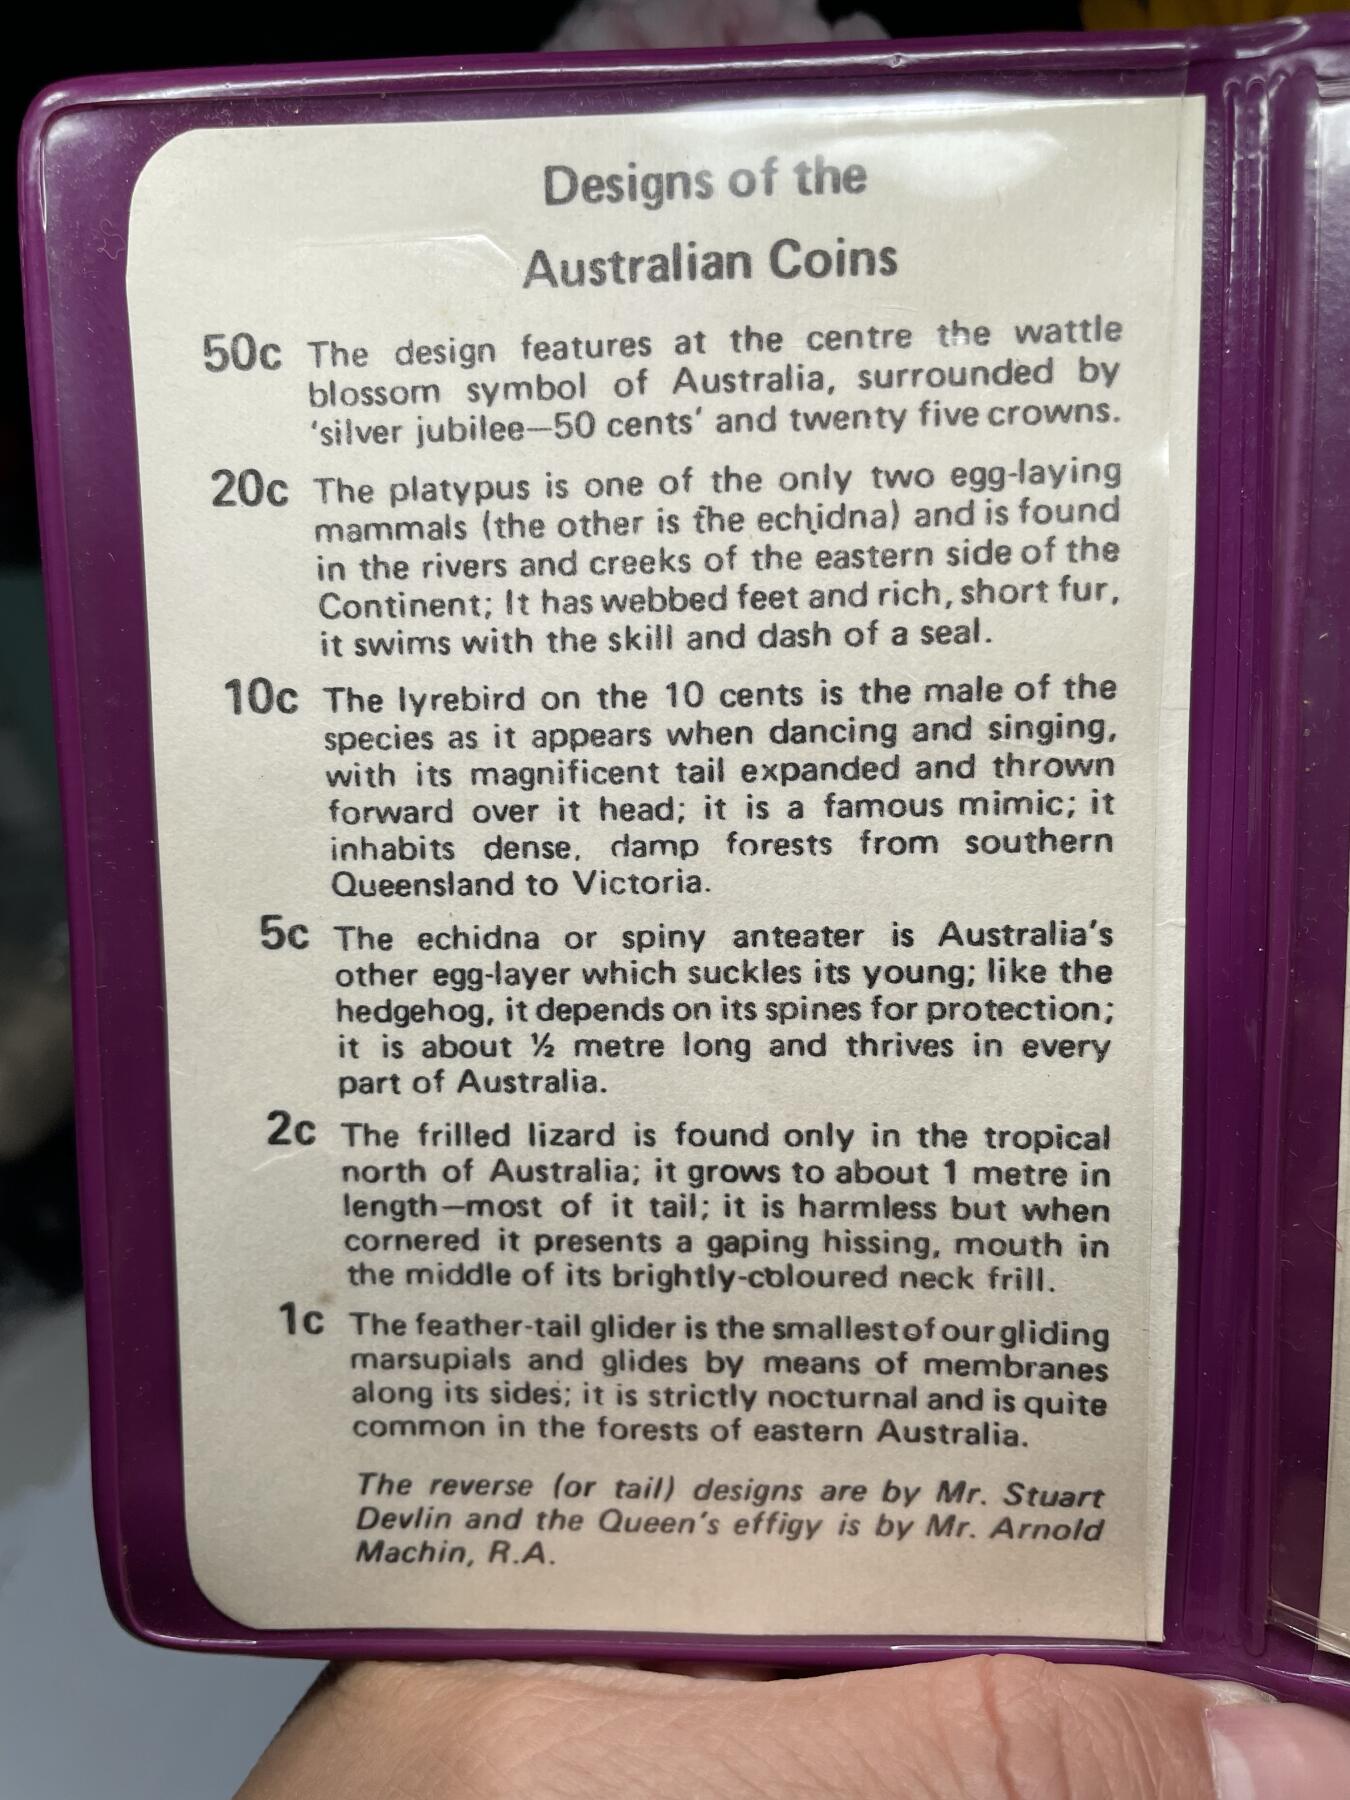 Designs of the
Australian Coins
50c The design features at the centre the wattle
blossom symbol of Australia, surrounded by
'silver jubilee—50 cents' and twenty five crowns.
20c The platypus is one of the only two egg-laying
mammals (the other is the echidna) and is found
in the rivers and creeks of the eastern side of the
Continent; It has webbed feet and rich, short fur,
it swims with the skill and dash of a seal.
10c The lyrebird on the 10 cents is the male of the
species as it appears when dancing and singing,
with its magnificent tail expanded and thrown
forward over it head; it is a famous mimic; it
inhabits dense, damp forests from southern
Queensland to Victoria.
5c The echidna or spiny anteater is Australia's
other egg-layer which suckles its young; like the
hedgehog, it depends on its spines for protection;
it is about ½ metre long and thrives in every
part of Australia.
2c The frilled lizard is found only in the tropical
north of Australia; it grows to about 1 metre in
length—most of it tail; it is harmless but when
cornered it presents a gaping hissing, mouth in
the middle of its brightly-coloured neck frill.
1c The feather-tail glider is the smallest of our gliding
marsupials and glides by means of membranes
along its sides; it is strictly nocturnal and is quite
common in the forests of eastern Australia.
The reverse (or tail) designs are by Mr. Stuart
Devlin and the Queen's effigy is by Mr. Arnold
Machin, R.A.